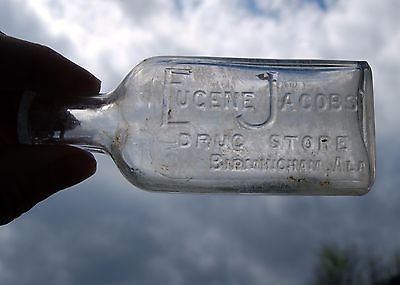 EUGENE JACOBS
DRUG STORE
BIRMINGHAM, ALA